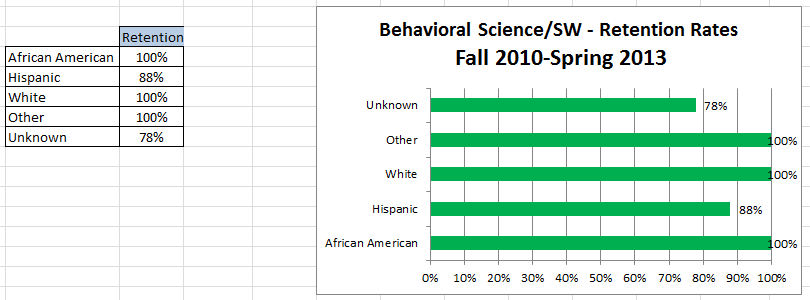 Retention
African American 100%
Hispanic 88%
White 100%
Other 100%
Unknown 78%
Behavioral Science/SW - Retention Rates
Fall 2010-Spring 2013
Unknown 78%
Other 100%
White 100%
Hispanic 88%
African American 100%
0% 10% 20% 30% 40% 50% 60% 70% 80% 90% 100%